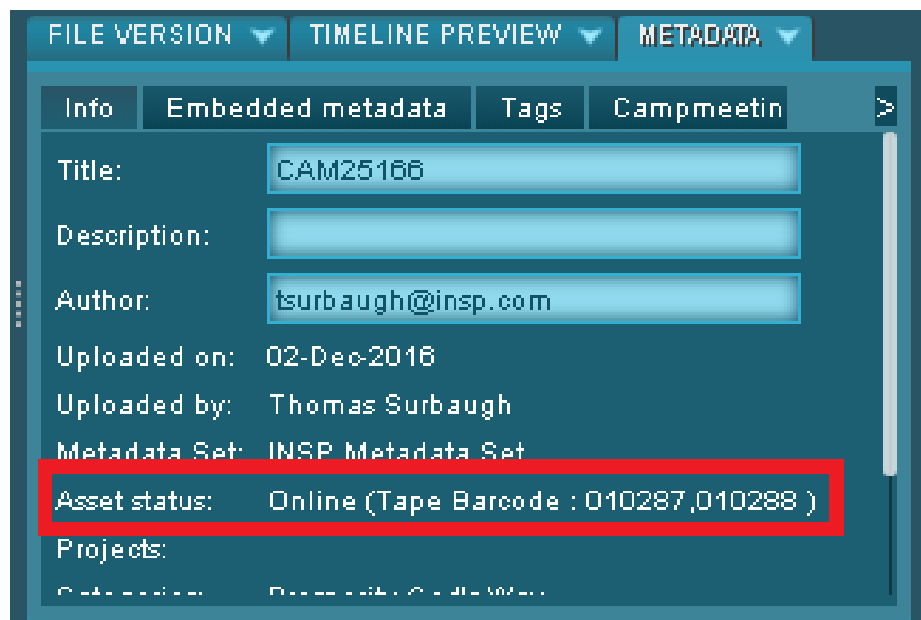 FILE VERSION TIMELINE PREVIEW METADATA
Info Embedded metadata Tags Campmeetin >
Title: CAM25166
Description:
Author: tsurbaugh@insp.com
Uploaded on: 02-Dec-2016
Uploaded by: Thomas Surbaugh
Metadata Set: INSP Metadata Set
Asset status: Online (Tape Barcode : 010287,010288 )
Projects: